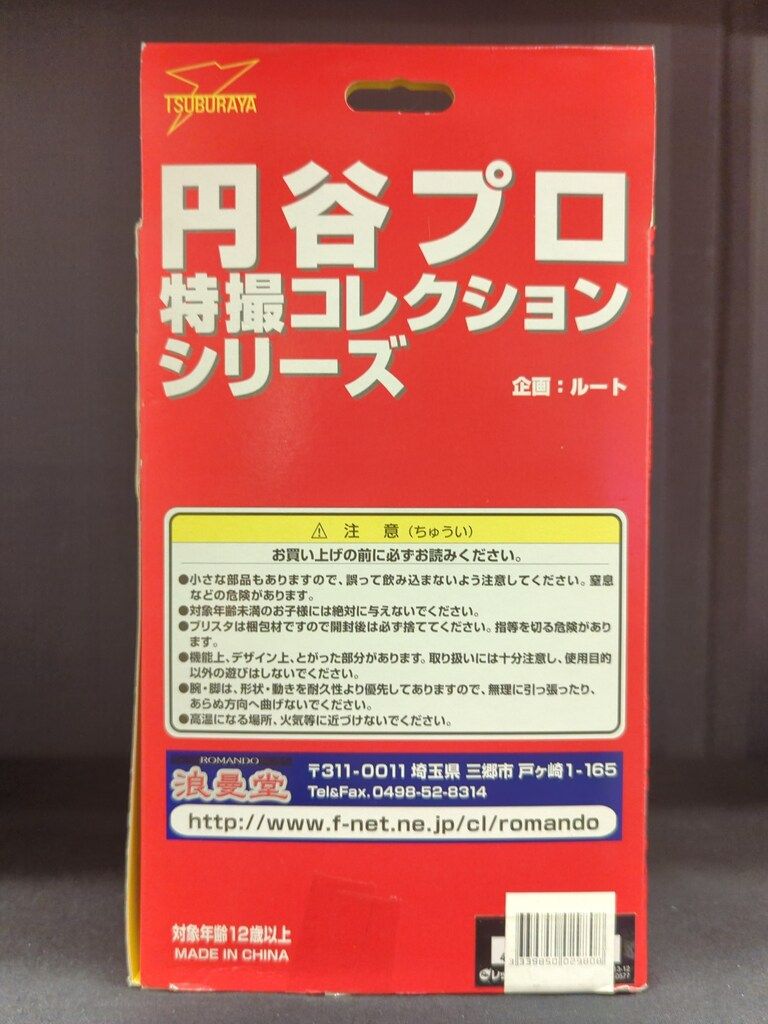 TSUBURAYA
円谷プロ
特撮コレクション
シリーズ
企画：ルート
⚠ 注 意（ちゅうい）
お買い上げの前に必ずお読みください。
●小さな部品もありますので、誤って飲み込まないよう注意してください。窒息
などの危険があります。
●対象年齢未満のお子様には絶対に与えないでください。
●ブリスタは梱包材ですので開封後は必ず捨ててください。指等を切る危険があり
ます。
●機能上、デザイン上、とがった部分があります。取り扱いには十分注意し、使用目的
以外の遊びはしないでください。
●腕・脚は、形状・動きを耐久性より優先してありますので、無理に引っ張ったり、
あらぬ方向へ曲げないでください。
●高温になる場所、火気等に近づけないでください。
ROMANDO
浪曼堂
〒311-0011 埼玉県 三郷市 戸ヶ崎1-165
Tel&Fax.0498-52-8314
http://www.f-net.ne.jp/cl/romando
対象年齢12歳以上
MADE IN CHINA